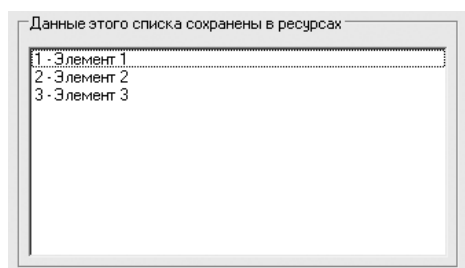 Данные этого списка сохранены в ресурсах
1 - Элемент 1
2 - Элемент 2
3 - Элемент 3